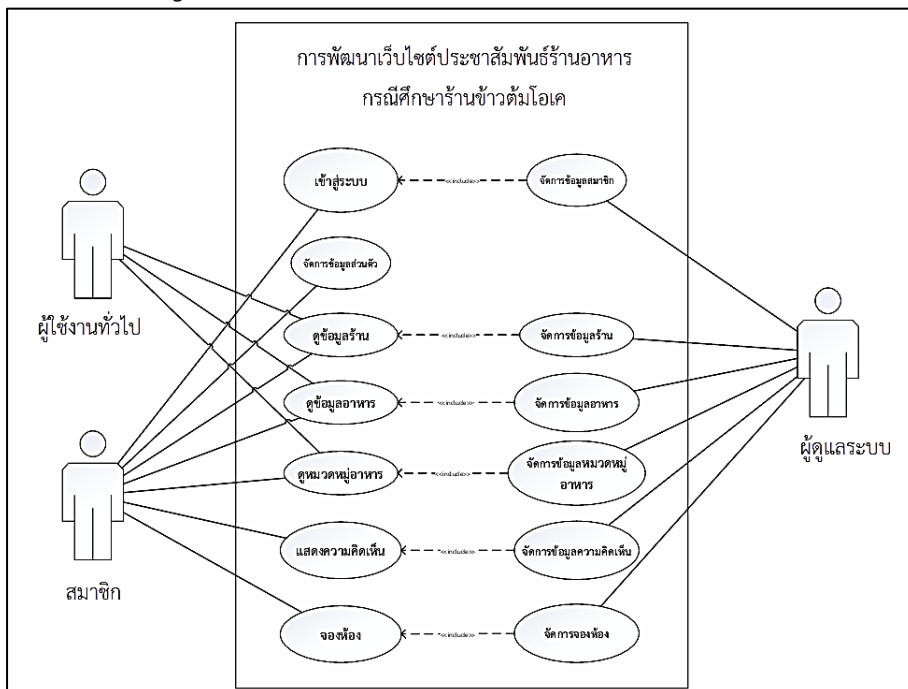 การพัฒนาเว็บไซต์ประชาสัมพันธ์ร้านอาหาร
กรณีศึกษาร้านข้าวต้มโอเค
เข้าสู่ระบบ
<<include>>
จัดการข้อมูลสมาชิก
จัดการข้อมูลส่วนตัว
ผู้ใช้งานทั่วไป
ดูข้อมูลร้าน
<<include>>
จัดการข้อมูลร้าน
ดูข้อมูลอาหาร
<<include>>
จัดการข้อมูลอาหาร
ผู้ดูแลระบบ
ดูหมวดหมู่อาหาร
<<include>>
จัดการข้อมูลหมวดหมู่
อาหาร
แสดงความคิดเห็น
<<include>>
จัดการข้อมูลความคิดเห็น
สมาชิก
จองห้อง
<<include>>
จัดการจองห้อง